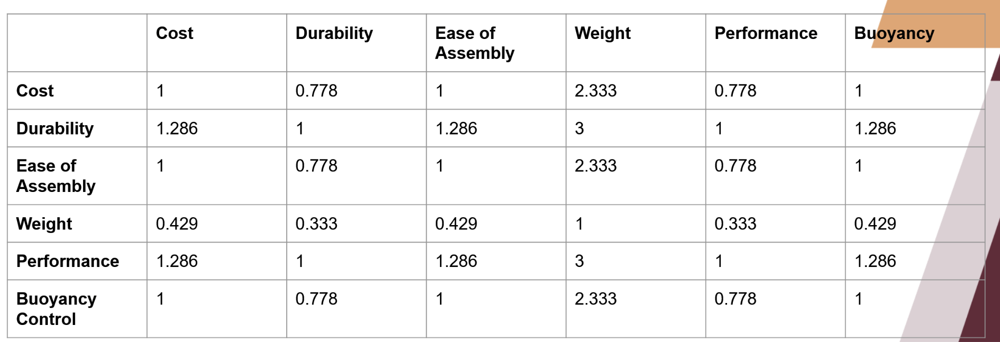 Cost Durability Ease of Weight Performance Buoyancy
Assembly
Cost 1 0.778 1 2.333 0.778 1
Durability 1.286 1 1.286 3 1 1.286
Ease of 1 0.778 1 2.333 0.778 1
Assembly
Weight 0.429 0.333 0.429 1 0.333 0.429
Performance 1.286 1 1.286 3 1 1.286
Buoyancy 1 0.778 1 2.333 0.778 1
Control